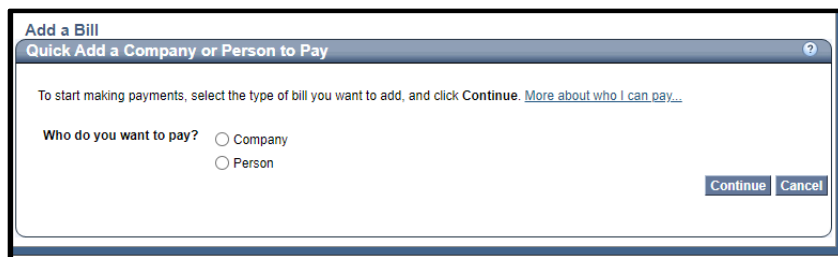 Add a Bill
Quick Add a Company or Person to Pay ?
To start making payments, select the type of bill you want to add, and click Continue. More about who I can pay...
Who do you want to pay? Company
Person
Continue Cancel